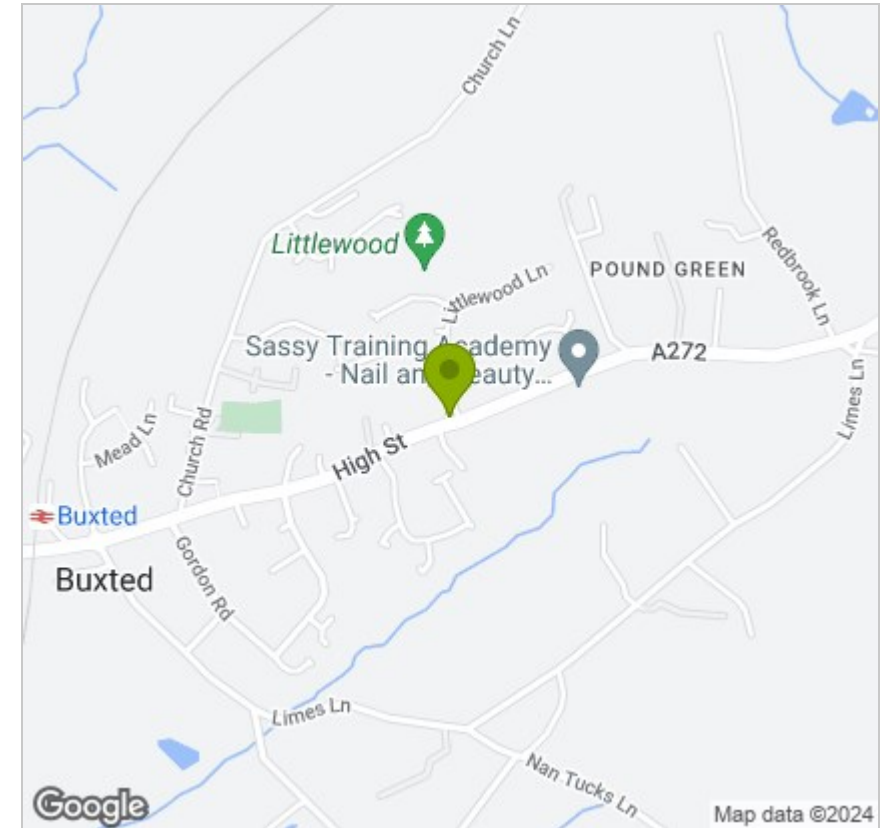 Church Ln
Littlewood
Littlewood Ln
POUND GREEN
Redbrook Ln
Sassy Training Academy
- Nail and Beauty...
A272
Limes Ln
Mead Ln
Church Rd
High St
Buxted
Buxted
Gordon Rd
Limes Ln
Nan Tucks Ln
Google
Map data ©2024